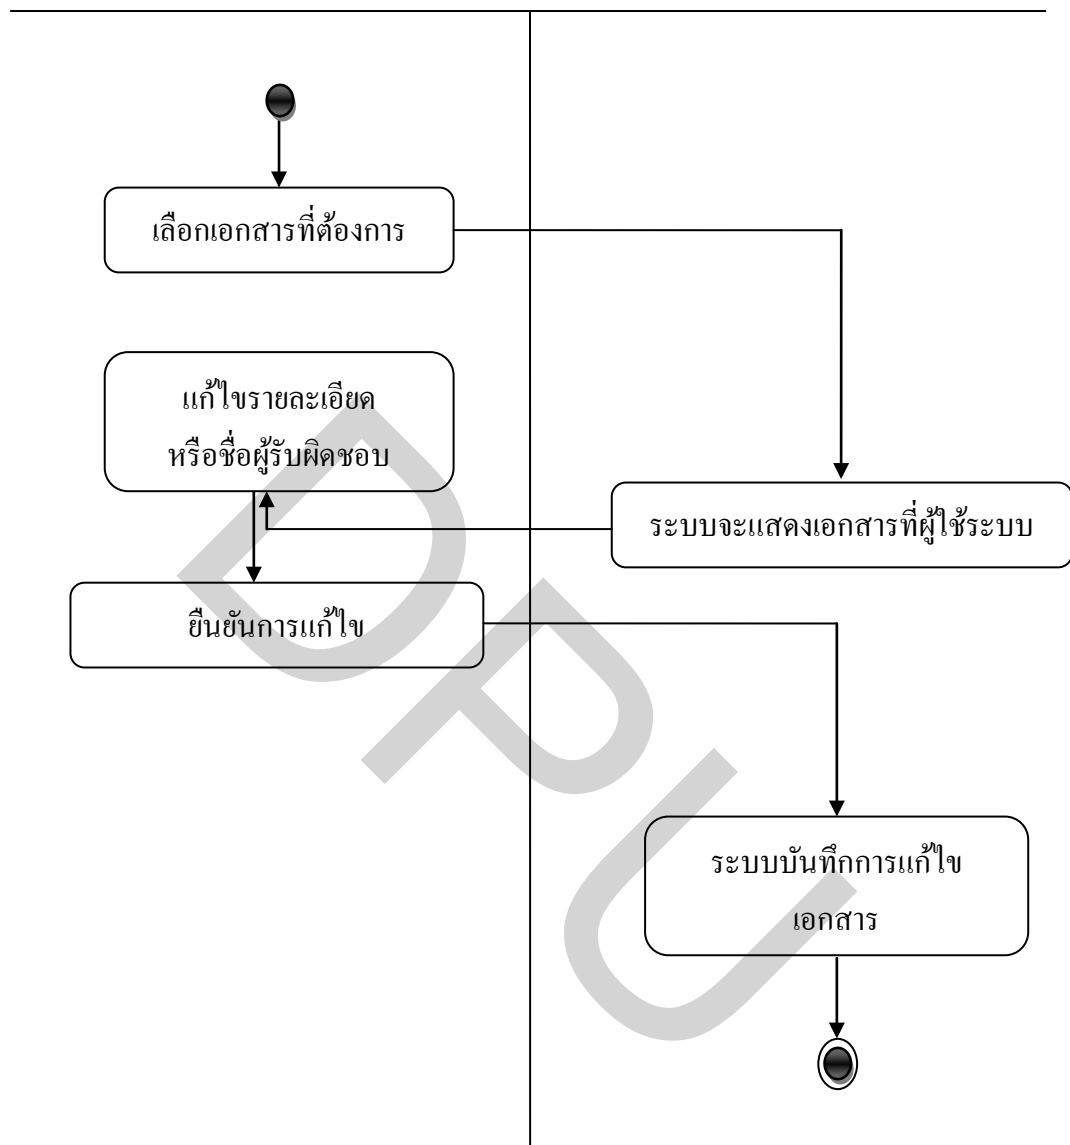 เลือกเอกสารที่ต้องการ
แก้ไขรายละเอียด
หรือชื่อผู้รับผิดชอบ
ระบบจะแสดงเอกสารที่ผู้ใช้ระบบ
ยืนยันการแก้ไข
ระบบบันทึกการแก้ไข
เอกสาร
DPU